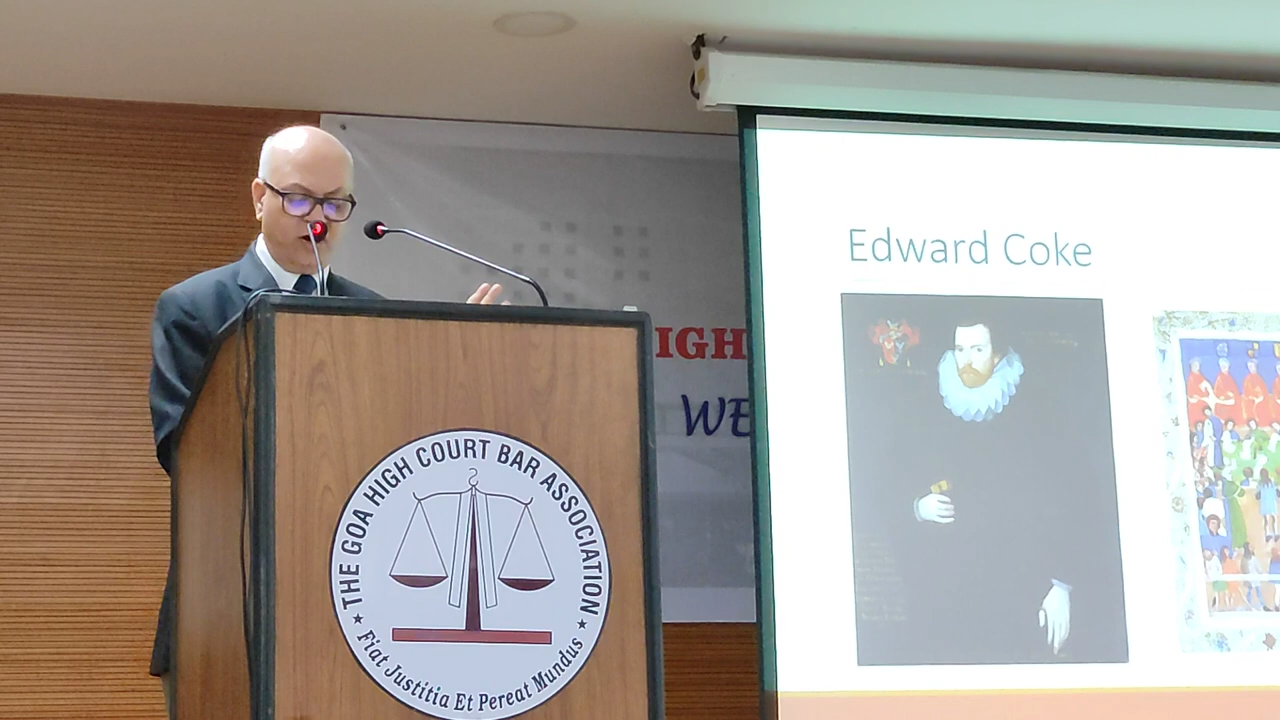 Edward Coke
IGH
WE
THE GOA HIGH COURT BAR ASSOCIATION
Fiat Justitia Et Pereat Mundus